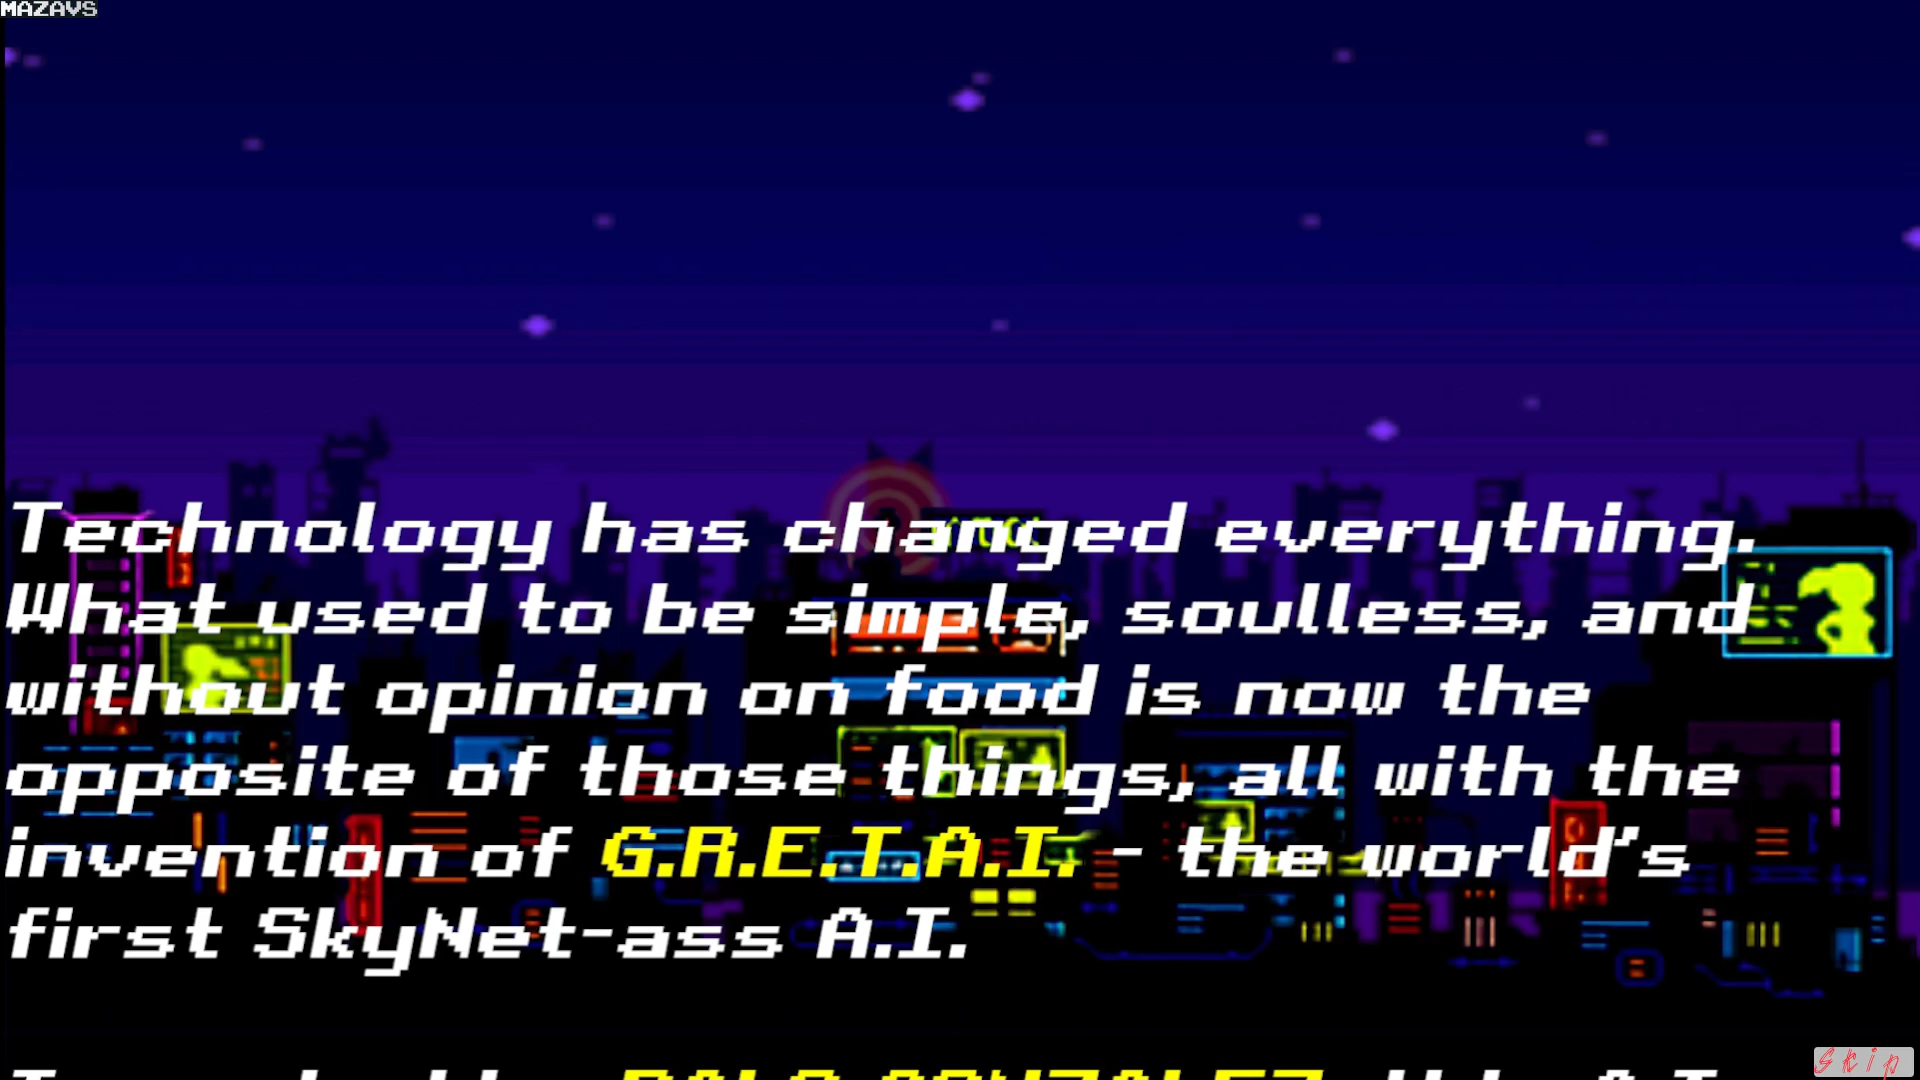 MAZAVS
Technology has changed everything.
What used to be simple, soulless, and
without opinion on food is now the
opposite of those things, all with the
invention of G.R.E.T.A.I. - the world's
first SkyNet-ass A.I.
Skip